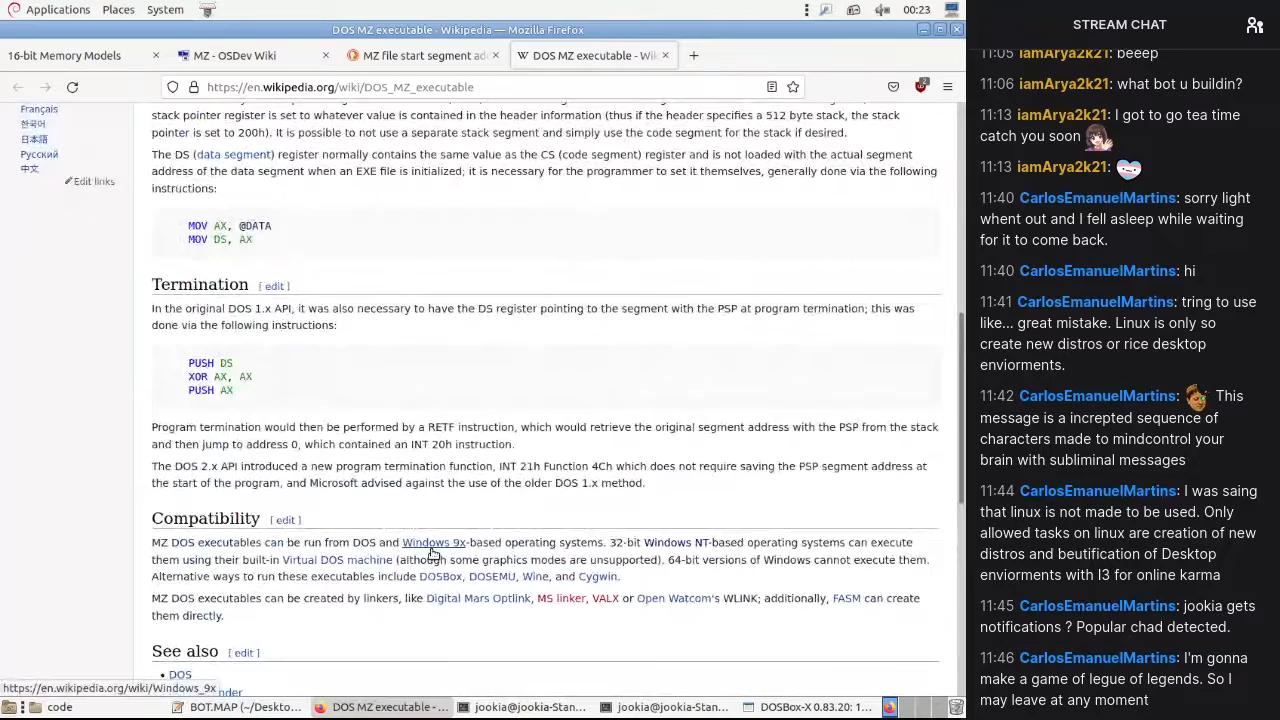 Applications Places System 00:23
DOS MZ executable - Wikipedia — Mozilla Firefox
16-bit Memory Models × MZ - OSDev Wiki × MZ file start segment ad × DOS MZ executable - Wik × +
https://en.wikipedia.org/wiki/DOS_MZ_executable
Français
한국어
日本語
Русский
中文
Edit links
stack pointer register is set to whatever value is contained in the header information (thus if the header specifies a 512 byte stack, the stack
pointer is set to 200h). It is possible to not use a separate stack segment and simply use the code segment for the stack if desired.
The DS (data segment) register normally contains the same value as the CS (code segment) register and is not loaded with the actual segment
address of the data segment when an EXE file is initialized; it is necessary for the programmer to set it themselves, generally done via the following
instructions:
MOV AX, @DATA
MOV DS, AX
Termination [ edit ]
In the original DOS 1.x API, it was also necessary to have the DS register pointing to the segment with the PSP at program termination; this was
done via the following instructions:
PUSH DS
XOR AX, AX
PUSH AX
Program termination would then be performed by a RETF instruction, which would retrieve the original segment address with the PSP from the stack
and then jump to address 0, which contained an INT 20h instruction.
The DOS 2.x API introduced a new program termination function, INT 21h Function 4Ch which does not require saving the PSP segment address at
the start of the program, and Microsoft advised against the use of the older DOS 1.x method.
Compatibility [ edit ]
MZ DOS executables can be run from DOS and Windows 9x-based operating systems. 32-bit Windows NT-based operating systems can execute
them using their built-in Virtual DOS machine (although some graphics modes are unsupported). 64-bit versions of Windows cannot execute them.
Alternative ways to run these executables include DOSBox, DOSEMU, Wine, and Cygwin.
MZ DOS executables can be created by linkers, like Digital Mars Optlink, MS linker, VALX or Open Watcom's WLINK; additionally, FASM can create
them directly.
See also [ edit ]
• DOS
https://en.wikipedia.org/wiki/Windows_9x
code BOT.MAP (~/Deskto... DOS MZ executable - ... jookia@jookia-Stan... jookia@jookia-Stan... DOSBox-X 0.83.20: 1...
STREAM CHAT
11:05 iamArya2k21: beeep
11:06 iamArya2k21: what bot u buildin?
11:13 iamArya2k21: I got to go tea time
catch you soon
11:13 iamArya2k21:
11:40 CarlosEmanuelMartins: sorry light
whent out and I fell asleep while waiting
for it to come back.
11:40 CarlosEmanuelMartins: hi
11:41 CarlosEmanuelMartins: tring to use
like... great mistake. Linux is only so
create new distros or rice desktop
enviorments.
11:42 CarlosEmanuelMartins: This
message is a increpted sequence of
characters made to mindcontrol your
brain with subliminal messages
11:44 CarlosEmanuelMartins: I was saing
that linux is not made to be used. Only
allowed tasks on linux are creation of new
distros and beutification of Desktop
enviorments with I3 for online karma
11:45 CarlosEmanuelMartins: jookia gets
notifications ? Popular chad detected.
11:46 CarlosEmanuelMartins: I'm gonna
make a game of legue of legends. So I
may leave at any moment